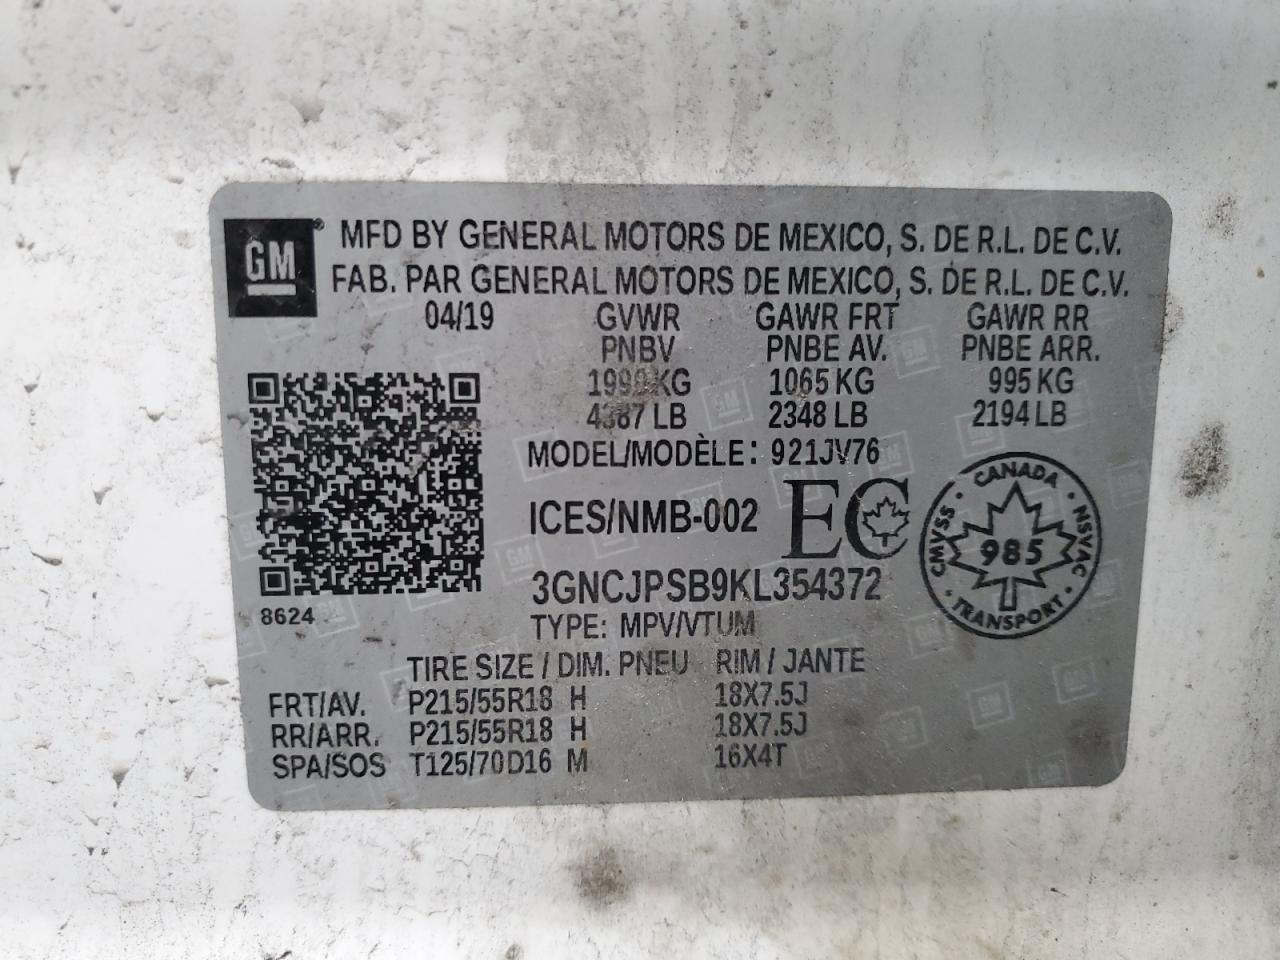 GM
MFD BY GENERAL MOTORS DE MEXICO, S. DE R.L. DE C.V.
FAB. PAR GENERAL MOTORS DE MEXICO, S. DE R.L. DE C.V.
04/19 GVWR GAWR FRT GAWR RR
PNBV PNBE AV. PNBE ARR.
KG 1065 KG 995 KG
LB 2348 LB 2194 LB
MODEL/MODÈLE: 921JV76
ICES/NMB-002 EC
CANADA · NSVAC · TRANSPORT · CMVSS ·
985
3GNCJPSB9KL354372
8624
TYPE: MPV/VTUM
TIRE SIZE / DIM. PNEU RIM / JANTE
FRT/AV. P215/55R18 H 18X7.5J
RR/ARR. P215/55R18 H 18X7.5J
SPA/SOS T125/70D16 M 16X4T